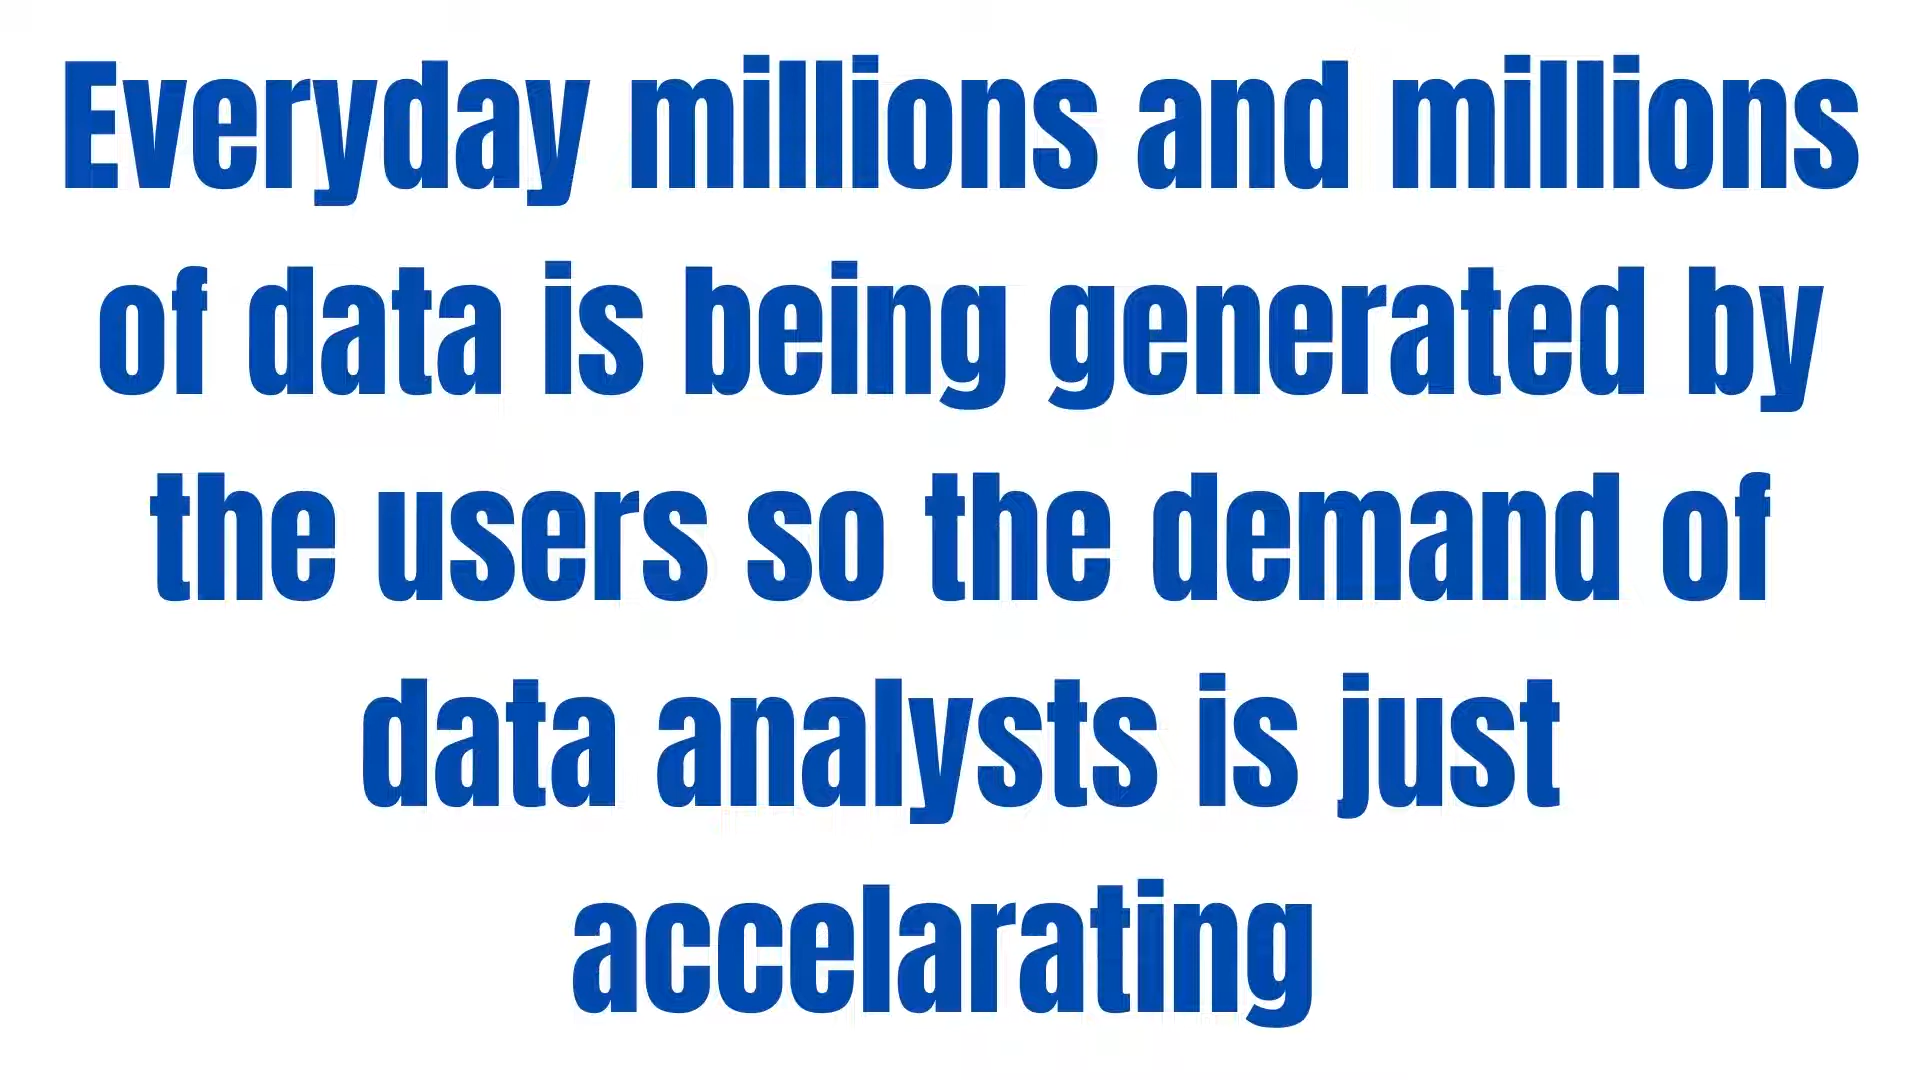 Everyday millions and millions
of data is being generated by
the users so the demand of
data analysts is just
accelarating